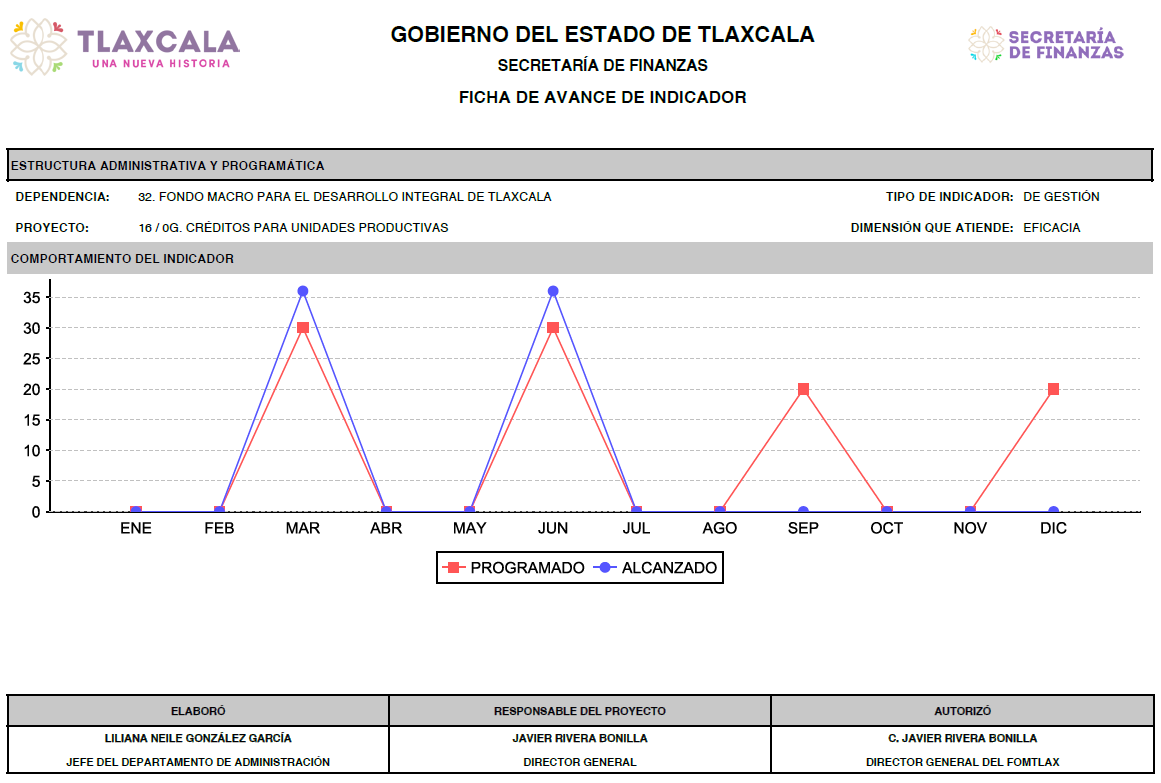 TLAXCALA
UNA NUEVA HISTORIA
GOBIERNO DEL ESTADO DE TLAXCALA
SECRETARÍA DE FINANZAS
FICHA DE AVANCE DE INDICADOR
SECRETARÍA
DE FINANZAS
ESTRUCTURA ADMINISTRATIVA Y PROGRAMÁTICA
DEPENDENCIA: 32. FONDO MACRO PARA EL DESARROLLO INTEGRAL DE TLAXCALA TIPO DE INDICADOR: DE GESTIÓN
PROYECTO: 16 / 0G. CRÉDITOS PARA UNIDADES PRODUCTIVAS DIMENSIÓN QUE ATIENDE: EFICACIA
COMPORTAMIENTO DEL INDICADOR
35
30
25
20
15
10
5
0
ENE FEB MAR ABR MAY JUN JUL AGO SEP OCT NOV DIC
PROGRAMADO ALCANZADO
ELABORÓ RESPONSABLE DEL PROYECTO AUTORIZÓ
LILIANA NEILE GONZÁLEZ GARCÍA JAVIER RIVERA BONILLA C. JAVIER RIVERA BONILLA
JEFE DEL DEPARTAMENTO DE ADMINISTRACIÓN DIRECTOR GENERAL DIRECTOR GENERAL DEL FOMTLAX